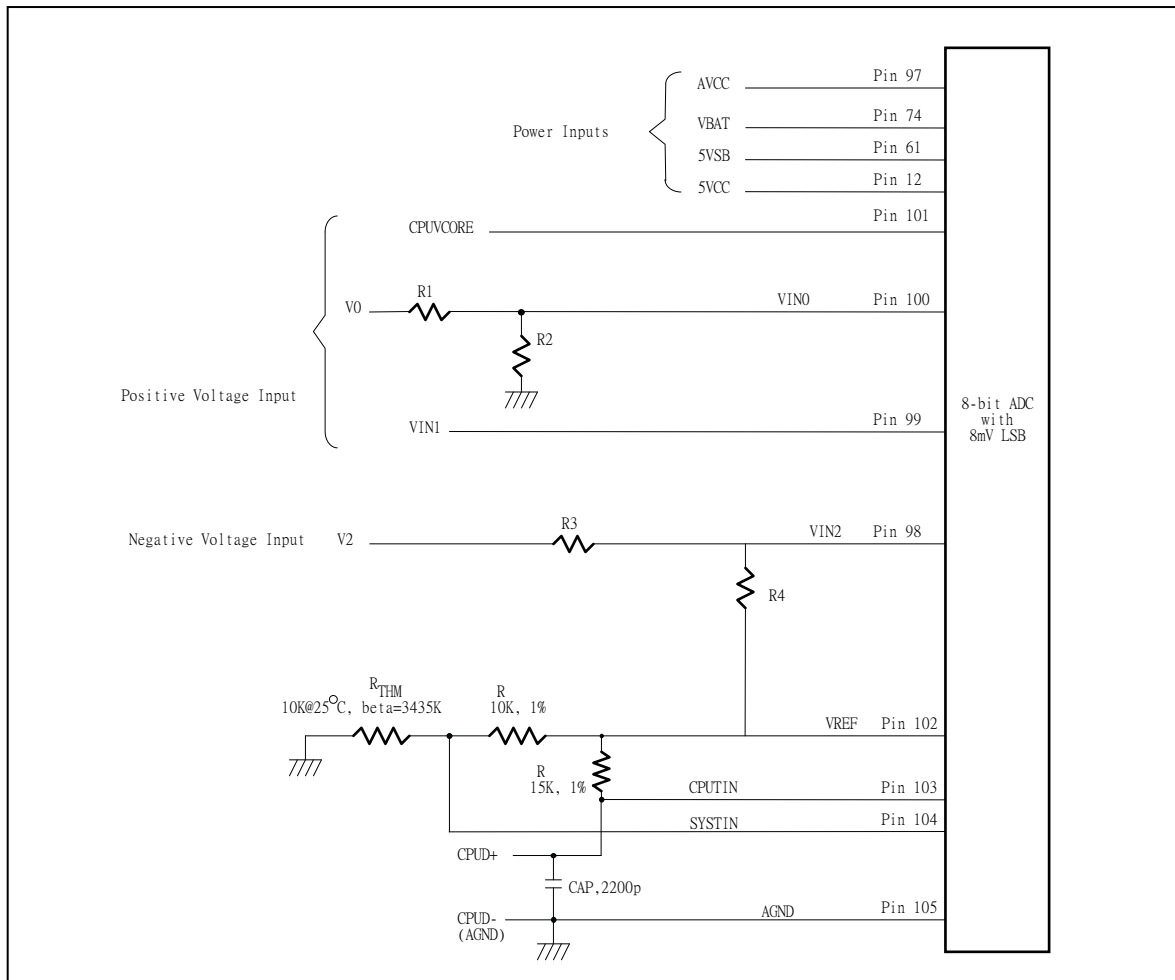 AVCC Pin 97
VBAT Pin 74
Power Inputs
5VSB Pin 61
5VCC Pin 12
CPUVCORE Pin 101
R1
V0 VIN0 Pin 100
R2
Positive Voltage Input
VIN1 Pin 99
8-bit ADC
with
8mV LSB
R3
Negative Voltage Input V2 VIN2 Pin 98
R4
RTHM
10K@25°C, beta=3435K
R
10K, 1%
VREF Pin 102
R
15K, 1%
CPUTIN Pin 103
SYSTIN Pin 104
CPUD+
CAP,2200p
CPUD-
(AGND)
AGND Pin 105